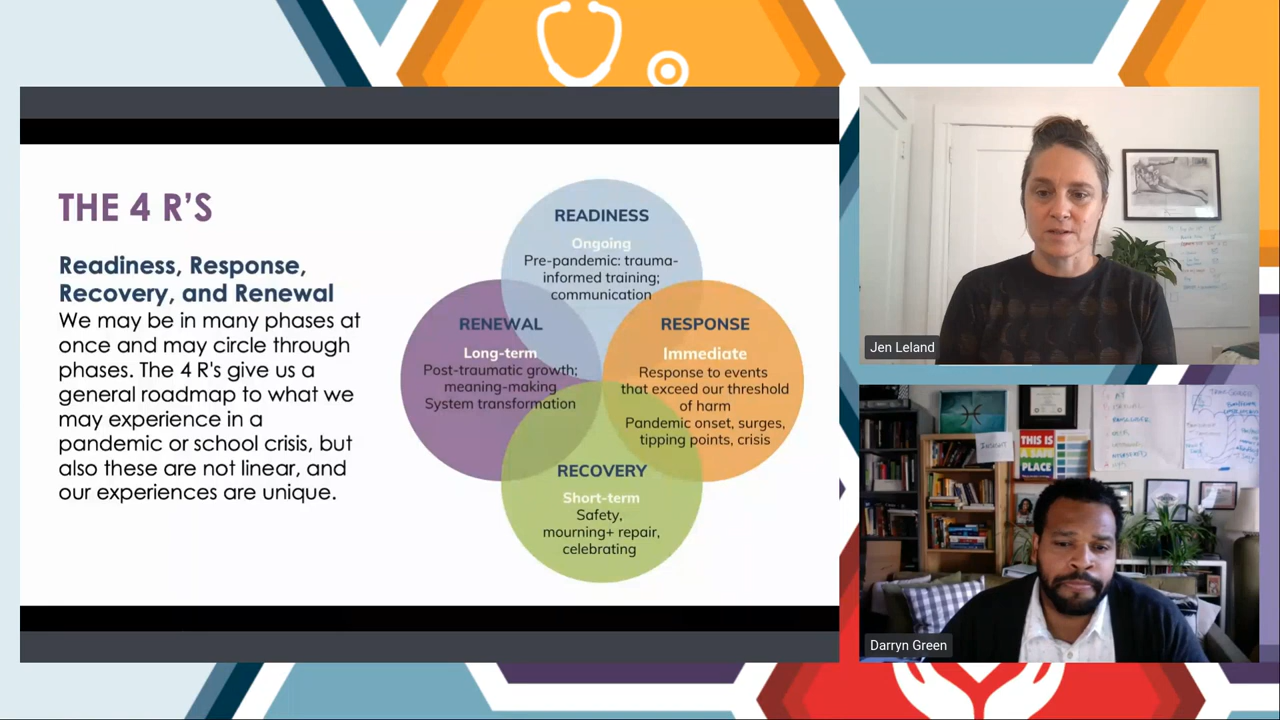 THE 4 R'S
Readiness, Response,
Recovery, and Renewal
We may be in many phases at
once and may circle through
phases. The 4 R's give us a
general roadmap to what we
may experience in a
pandemic or school crisis, but
also these are not linear, and
our experiences are unique.
READINESS
Ongoing
Pre-pandemic: trauma-
informed training;
communication
RENEWAL
Long-term
Post-traumatic growth;
meaning-making
System transformation
RESPONSE
Immediate
Response to events
that exceed our threshold
of harm
Pandemic onset, surges,
tipping points, crisis
RECOVERY
Short-term
Safety,
mourning+ repair,
celebrating
Jen Leland
INSIGHT
THIS IS
A SAFE
PLACE
Darryn Green